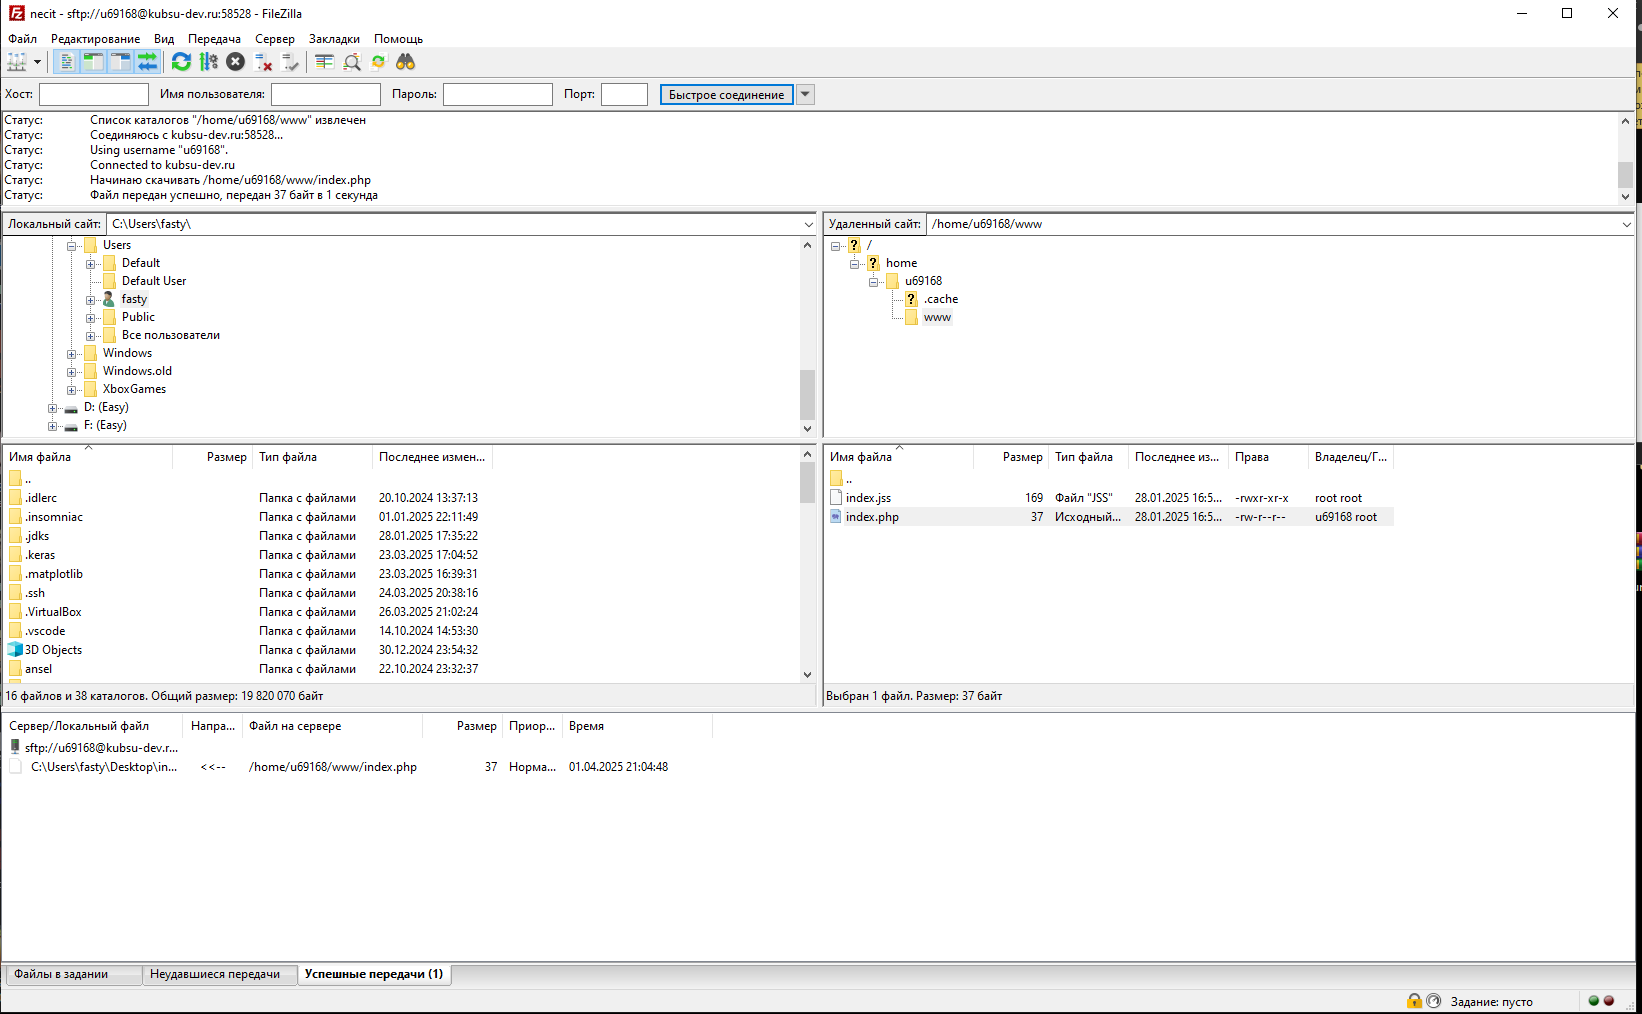 necit - sftp://u69168@kubsu-dev.ru:58528 - FileZilla
Файл Редактирование Вид Передача Сервер Закладки Помощь
Хост: Имя пользователя: Пароль: Порт: Быстрое соединение
Статус: Список каталогов "/home/u69168/www" извлечен
Статус: Соединяюсь с kubsu-dev.ru:58528...
Статус: Using username "u69168".
Статус: Connected to kubsu-dev.ru
Статус: Начинаю скачивать /home/u69168/www/index.php
Статус: Файл передан успешно, передан 37 байт в 1 секунда
Локальный сайт: C:\Users\fasty\
Users
Default
Default User
fasty
Public
Все пользователи
Windows
Windows.old
XboxGames
D: (Easy)
F: (Easy)
Удаленный сайт: /home/u69168/www
/
home
u69168
.cache
www
Имя файла Размер Тип файла Последнее измен...
..
.idlerc Папка с файлами 20.10.2024 13:37:13
.insomniac Папка с файлами 01.01.2025 22:11:49
.jdks Папка с файлами 28.01.2025 17:35:22
.keras Папка с файлами 23.03.2025 17:04:52
.matplotlib Папка с файлами 23.03.2025 16:39:31
.ssh Папка с файлами 24.03.2025 20:38:16
.VirtualBox Папка с файлами 26.03.2025 21:02:24
.vscode Папка с файлами 14.10.2024 14:53:30
3D Objects Папка с файлами 30.12.2024 23:54:32
ansel Папка с файлами 22.10.2024 23:32:37
16 файлов и 38 каталогов. Общий размер: 19 820 070 байт
Имя файла Размер Тип файла Последнее из... Права Владелец/Г...
..
index.jss 169 Файл "JSS" 28.01.2025 16:5... -rwxr-xr-x root root
index.php 37 Исходный... 28.01.2025 16:5... -rw-r--r-- u69168 root
Выбран 1 файл. Размер: 37 байт
Сервер/Локальный файл Напра... Файл на сервере Размер Приор... Время
sftp://u69168@kubsu-dev.r...
C:\Users\fasty\Desktop\in... <<-- /home/u69168/www/index.php 37 Норма... 01.04.2025 21:04:48
Файлы в задании Неудавшиеся передачи Успешные передачи (1)
Задание: пусто